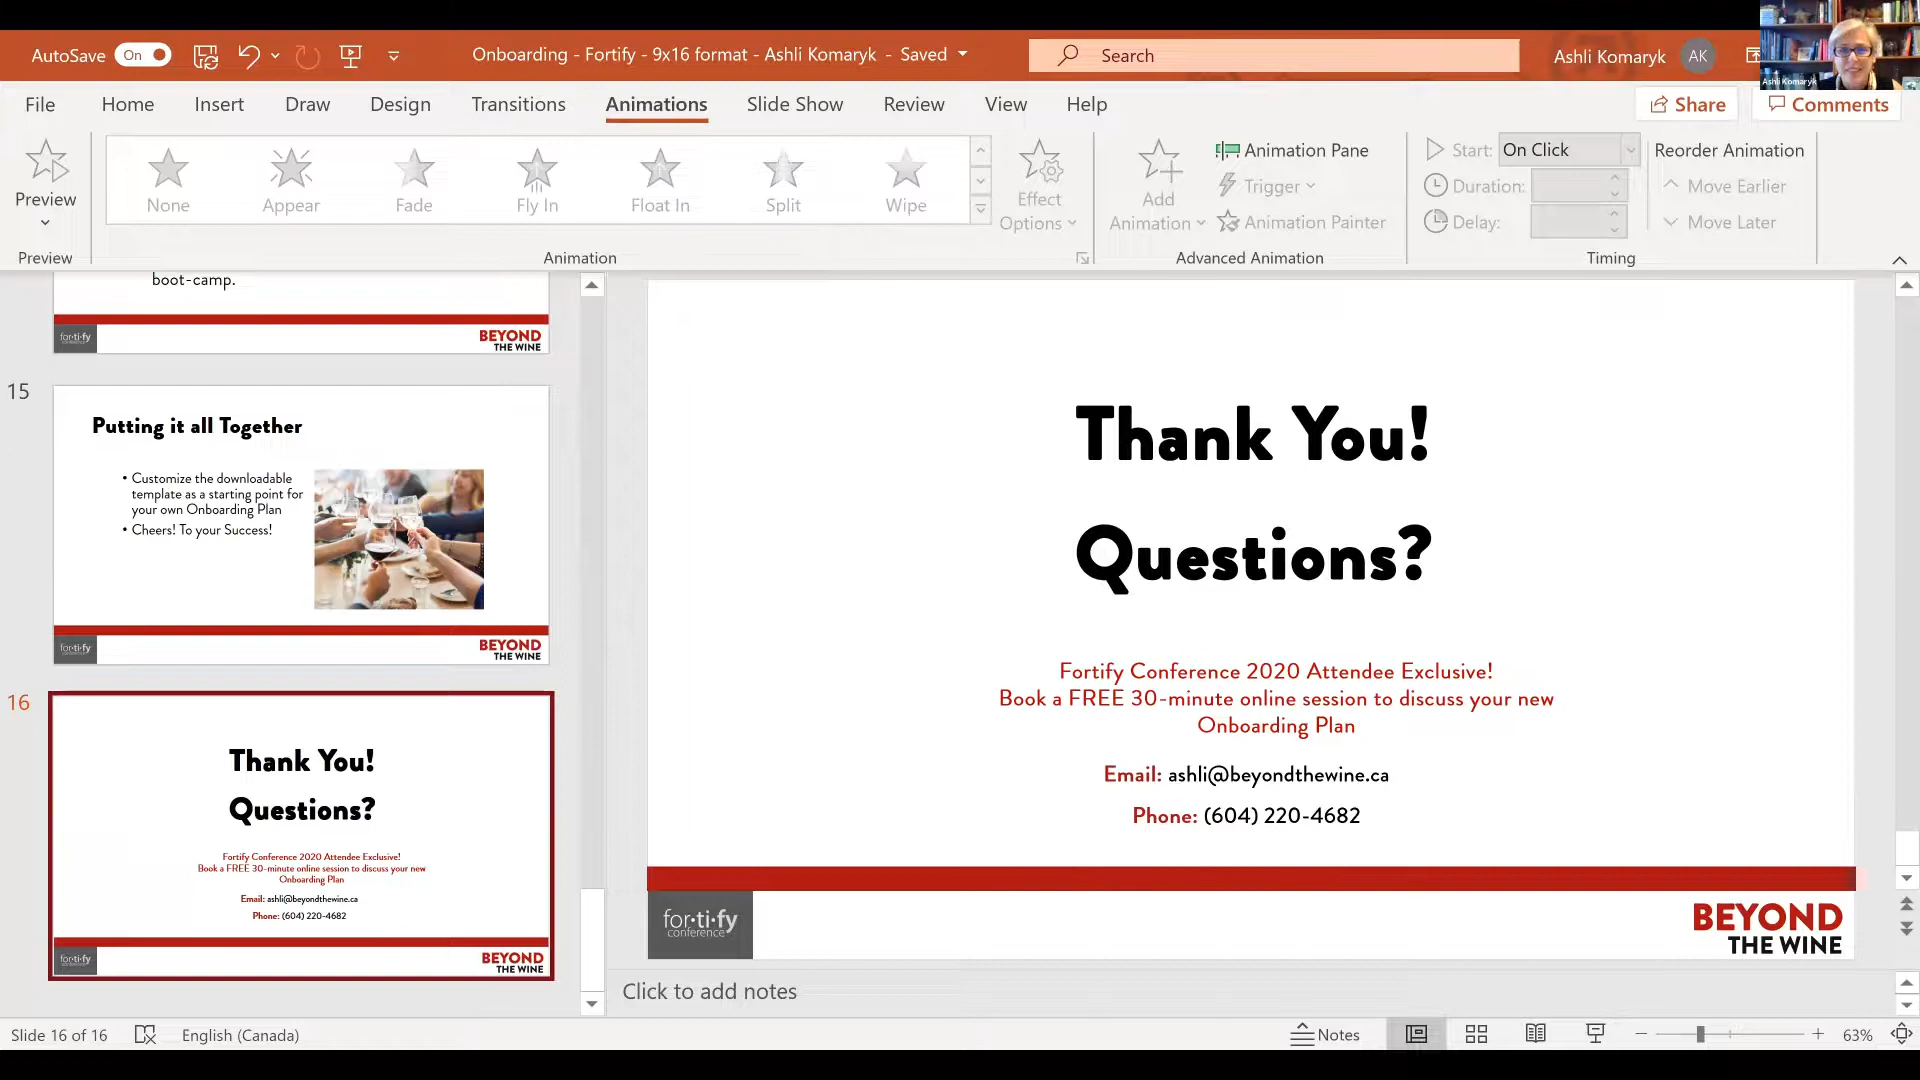 AutoSave On
Onboarding - Fortify - 9x16 format - Ashli Komaryk - Saved
Search
Ashli Komaryk AK
Ashli Komaryk
File Home Insert Draw Design Transitions Animations Slide Show Review View Help
Share Comments
Preview
Preview
None Appear Fade Fly In Float In Split Wipe
Effect Options
Animation
Add Animation
Animation Pane
Trigger
Animation Painter
Advanced Animation
Start: On Click
Duration:
Delay:
Reorder Animation
Move Earlier
Move Later
Timing
boot-camp.
for·ti·fy
conference
BEYOND
THE WINE
15
Putting it all Together
• Customize the downloadable
template as a starting point for
your own Onboarding Plan
• Cheers! To your Success!
for·ti·fy
conference
BEYOND
THE WINE
16
Thank You!
Questions?
Fortify Conference 2020 Attendee Exclusive!
Book a FREE 30-minute online session to discuss your new
Onboarding Plan
Email: ashli@beyondthewine.ca
Phone: (604) 220-4682
for·ti·fy
conference
BEYOND
THE WINE
Thank You!
Questions?
Fortify Conference 2020 Attendee Exclusive!
Book a FREE 30-minute online session to discuss your new
Onboarding Plan
Email: ashli@beyondthewine.ca
Phone: (604) 220-4682
for·ti·fy
conference
BEYOND
THE WINE
Click to add notes
Slide 16 of 16 English (Canada) Notes 63%